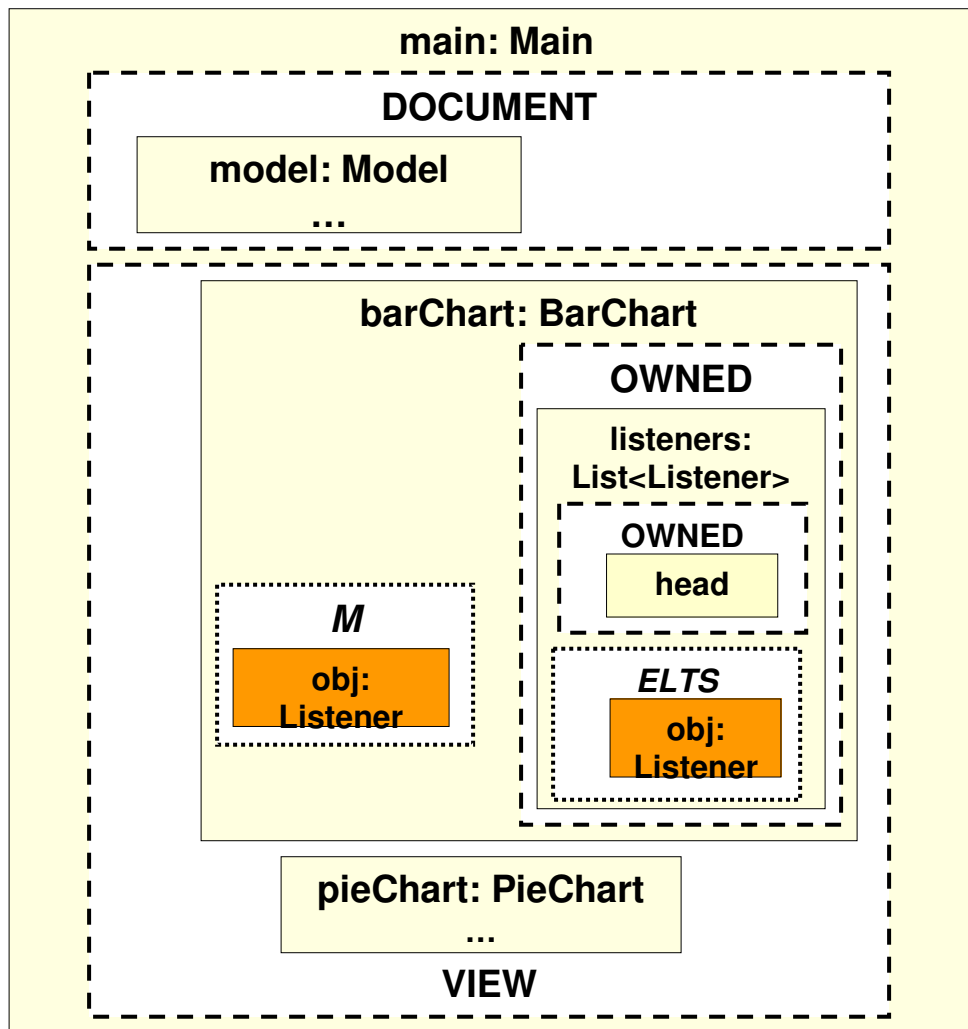 main: Main
DOCUMENT
model: Model
...
barChart: BarChart
OWNED
listeners:
List<Listener>
OWNED
head
M
obj:
Listener
ELTS
obj:
Listener
pieChart: PieChart
...
VIEW